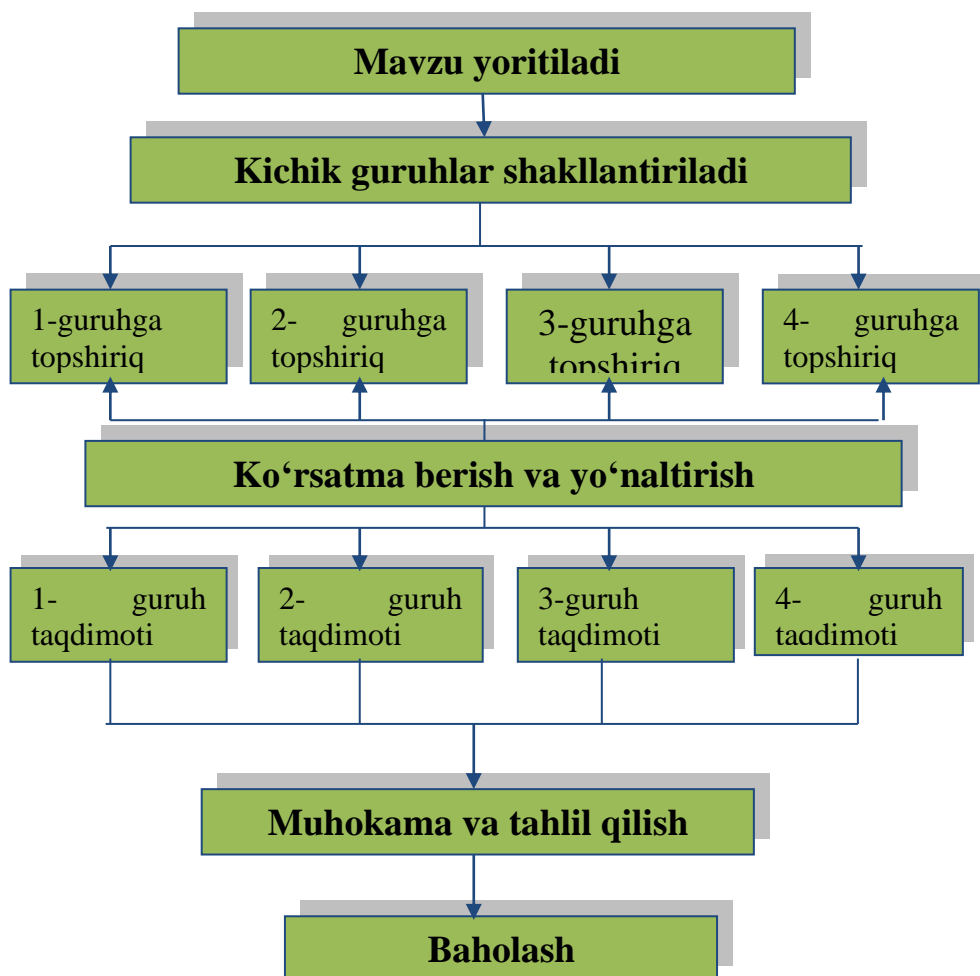 Mavzu yoritiladi
Kichik guruhlar shakllantiriladi
1-guruhga
topshiriq
2- guruhga
topshiriq
3-guruhga
topshiriq
4- guruhga
topshiriq
Ko‘rsatma berish va yo‘naltirish
1- guruh
taqdimoti
2- guruh
taqdimoti
3-guruh
taqdimoti
4- guruh
taqdimoti
Muhokama va tahlil qilish
Baholash